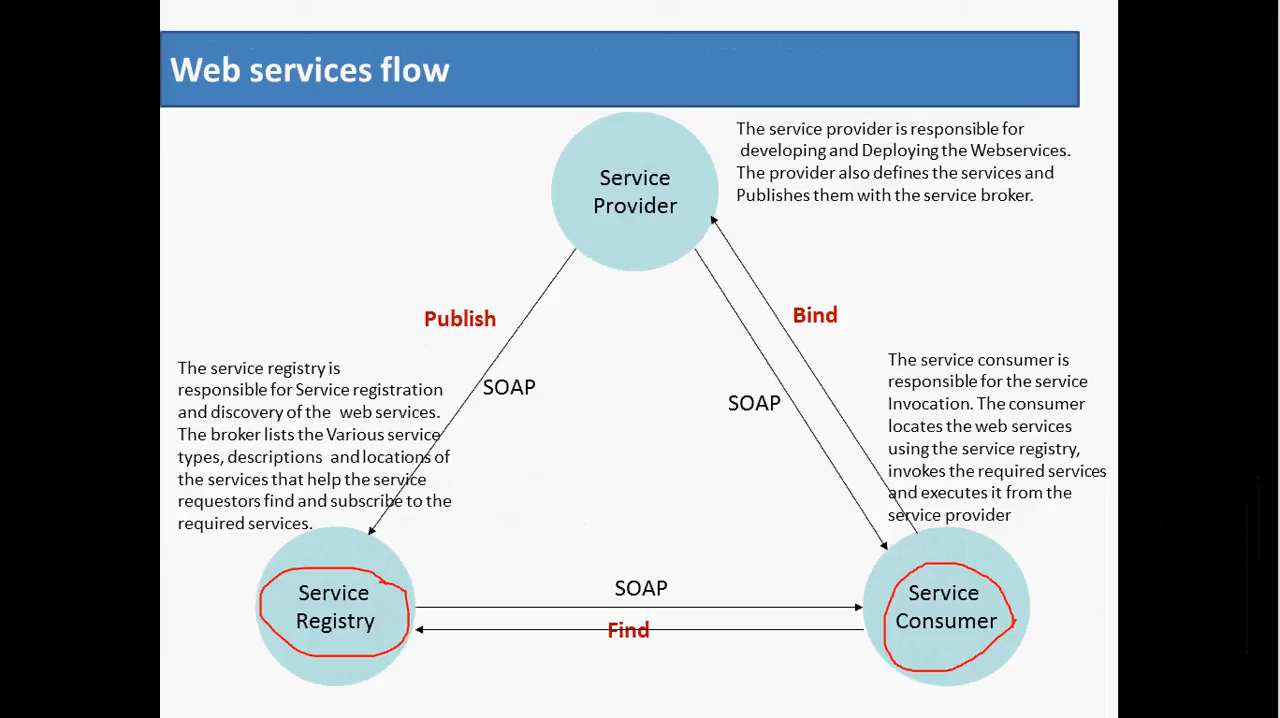 Web services flow
The service provider is responsible for
developing and Deploying the Webservices.
The provider also defines the services and
Publishes them with the service broker.
Service
Provider
Publish
Bind
SOAP
SOAP
The service registry is
responsible for Service registration
and discovery of the web services.
The broker lists the Various service
types, descriptions and locations of
the services that help the service
requestors find and subscribe to the
required services.
The service consumer is
responsible for the service
Invocation. The consumer
locates the web services
using the service registry,
invokes the required services
and executes it from the
service provider
Service
Registry
SOAP
Find
Service
Consumer